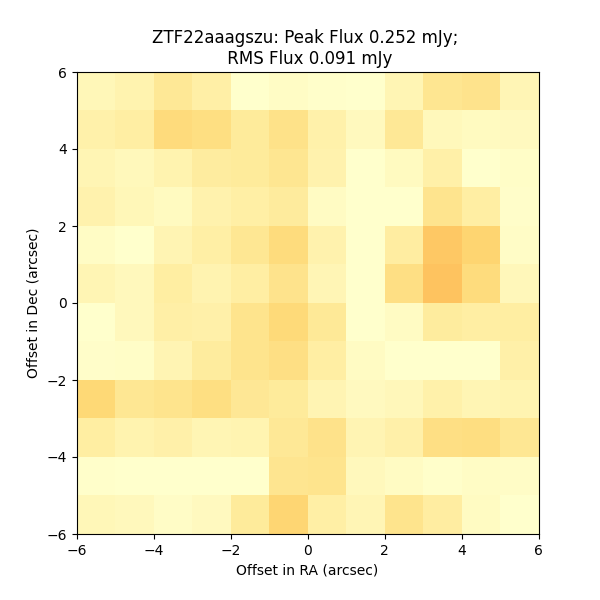 ZTF22aaagszu: Peak Flux 0.252 mJy;
RMS Flux 0.091 mJy
6
4
2
0
−2
−4
−6
Offset in Dec (arcsec)
−6 −4 −2 0 2 4 6
Offset in RA (arcsec)